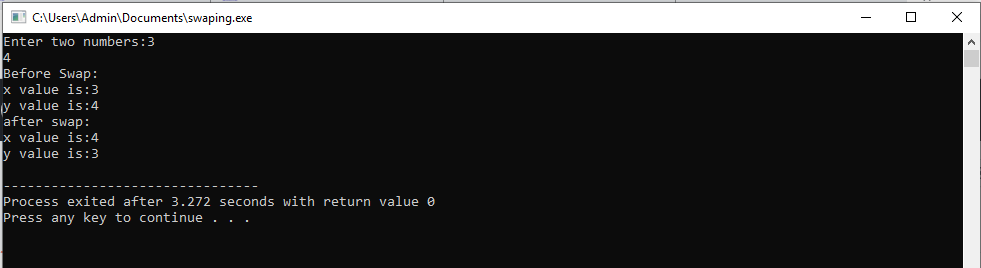 C:\Users\Admin\Documents\swaping.exe
Enter two numbers:3
4
Before Swap:
x value is:3
y value is:4
after swap:
x value is:4
y value is:3
--------------------------------
Process exited after 3.272 seconds with return value 0
Press any key to continue . . .